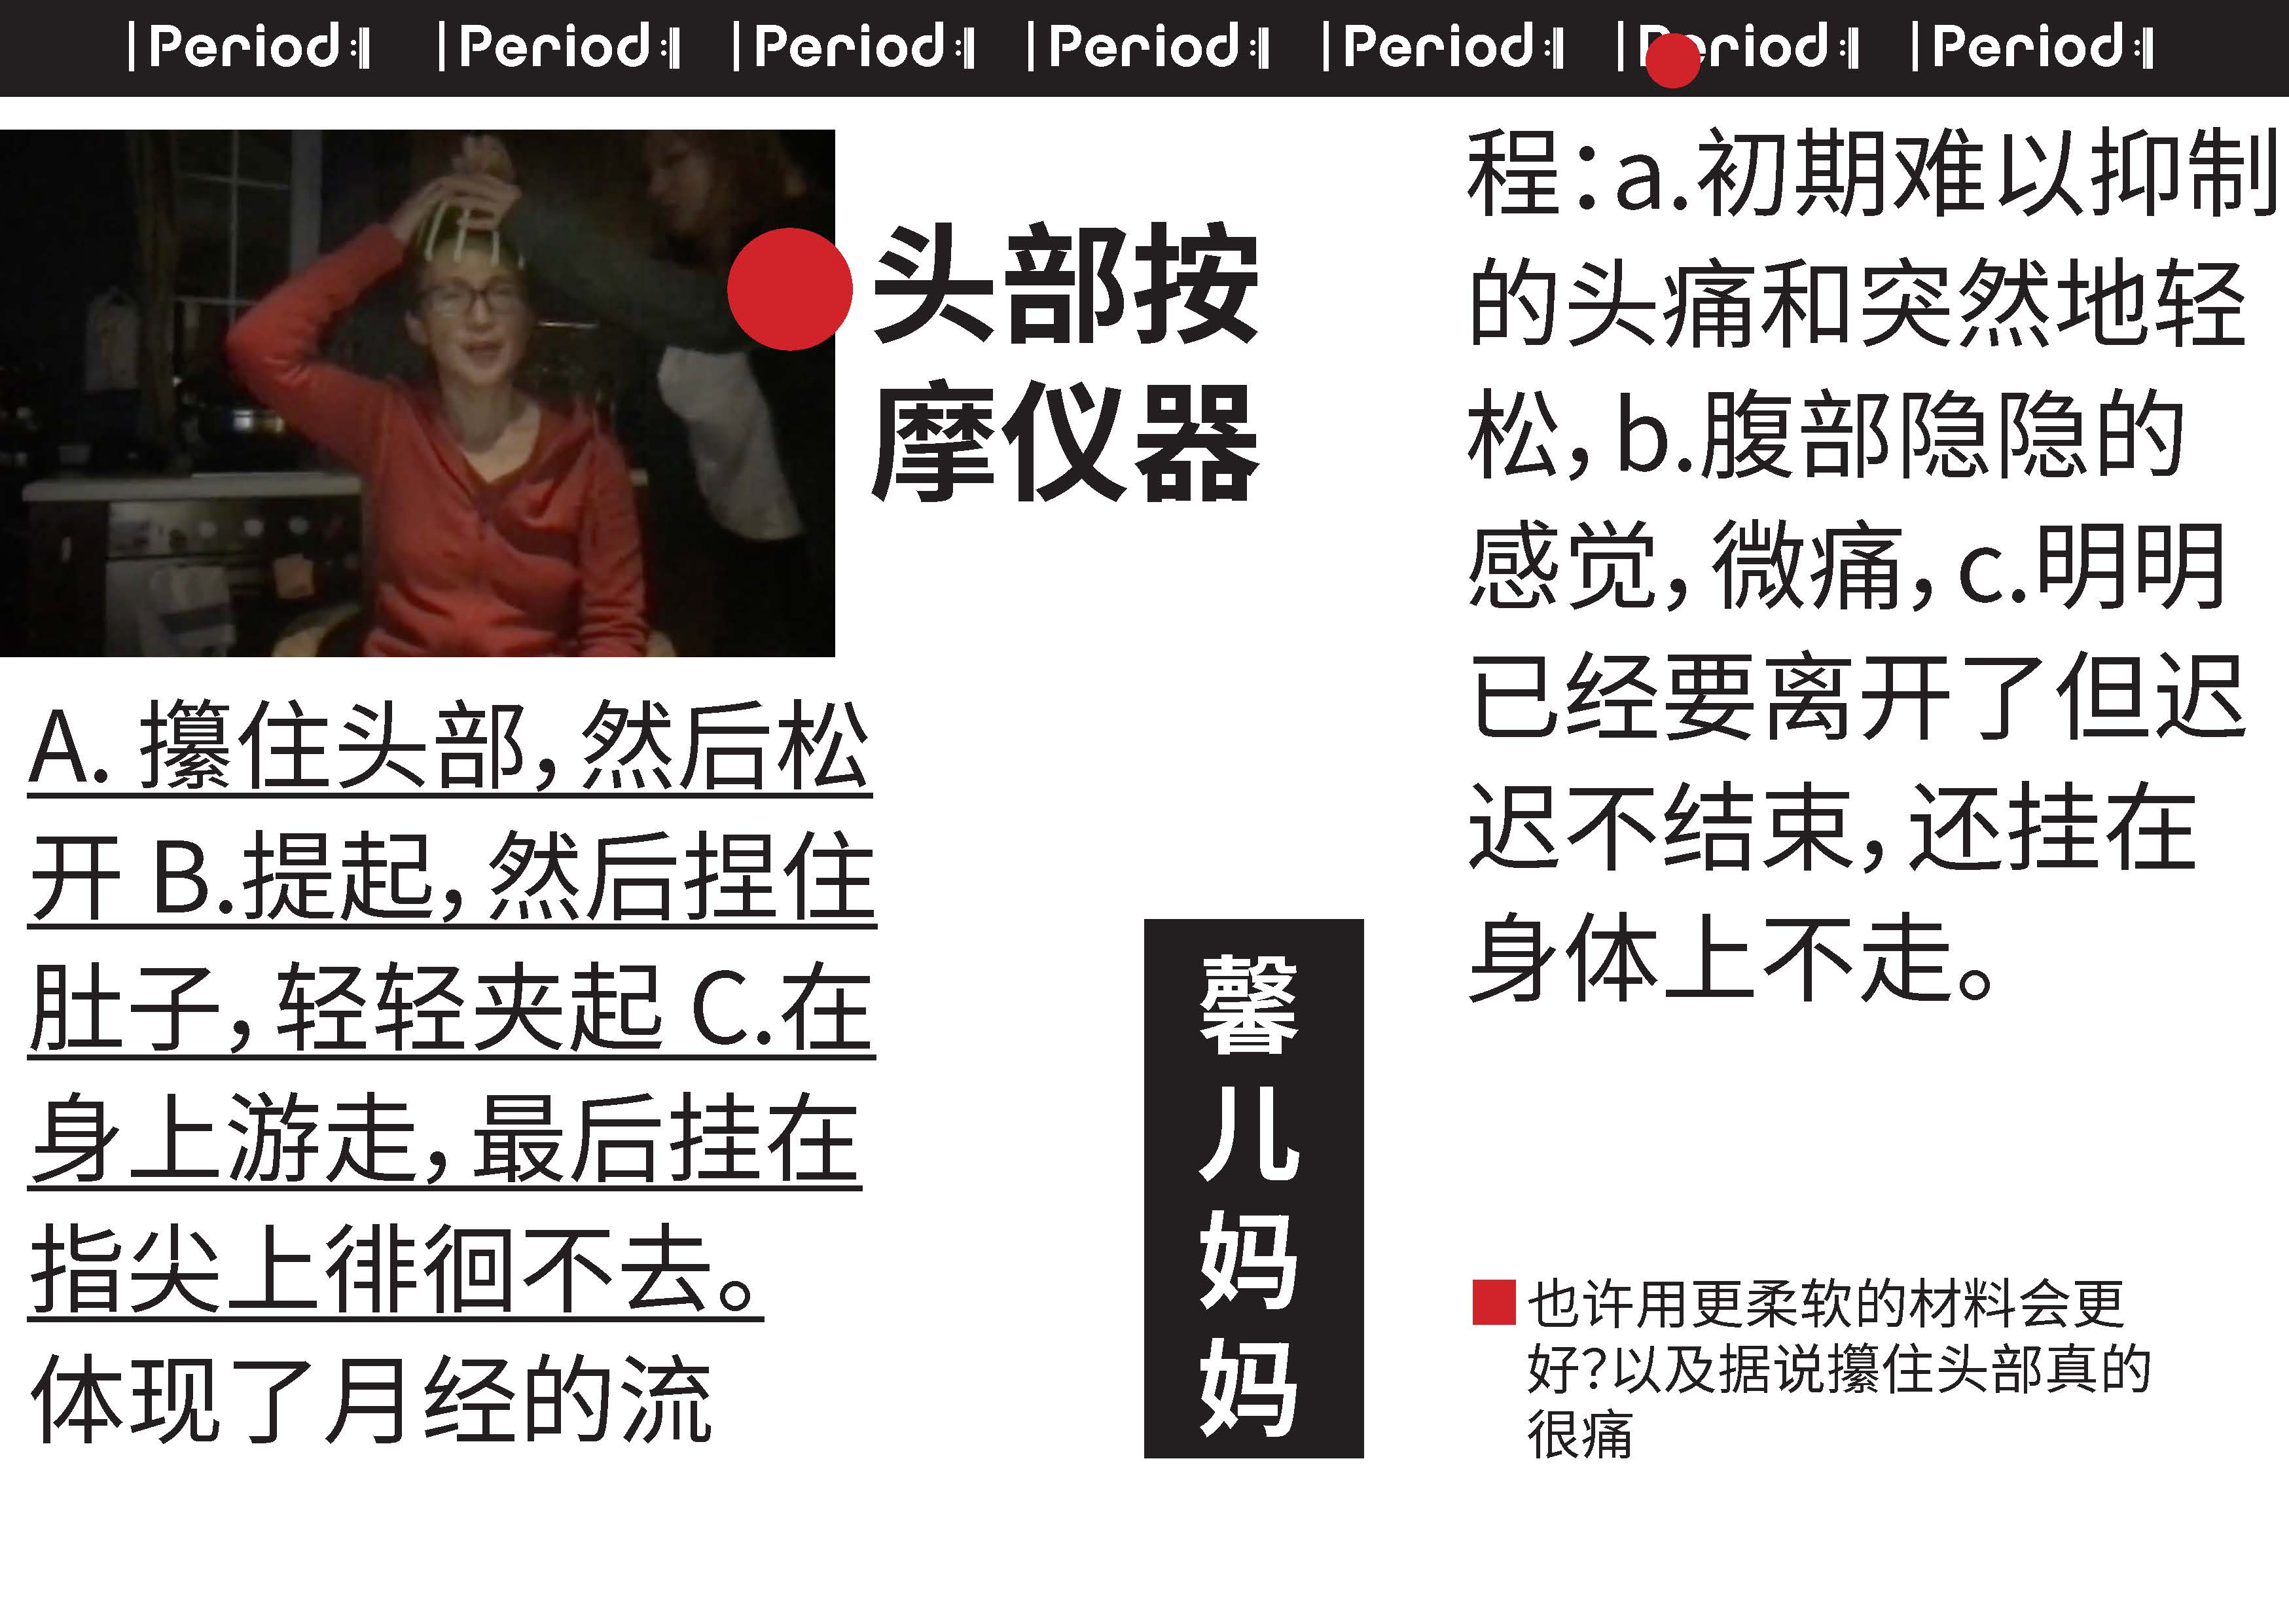 Period Period Period Period Period Period Period
头部按
摩仪器
A. 攥住头部，然后松
开 B.提起，然后捏住
肚子，轻轻夹起 C.在
身上游走，最后挂在
指尖上徘徊不去。
体现了月经的流
程：a.初期难以抑制
的头痛和突然地轻
松，b.腹部隐隐的
感觉，微痛，c.明明
已经要离开了但迟
迟不结束，还挂在
身体上不走。
馨
儿
妈
妈
也许用更柔软的材料会更
好？以及据说攥住头部真的
很痛